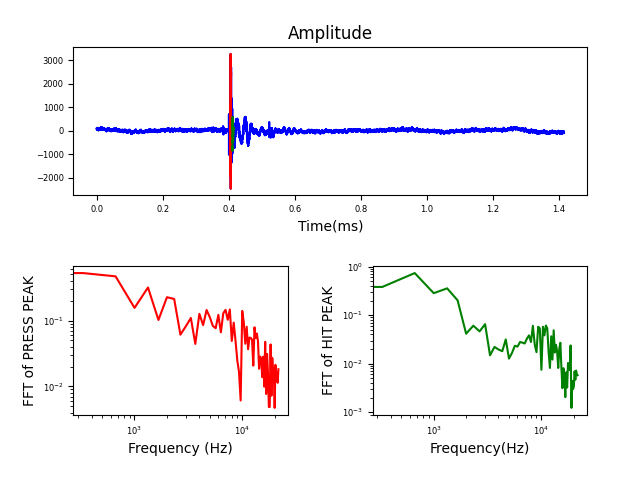 Amplitude
3000
2000
1000
0
−1000
−2000
0.0 0.2 0.4 0.6 0.8 1.0 1.2 1.4
Time(ms)
FFT of PRESS PEAK
10⁻¹
10⁻²
10³ 10⁴
Frequency (Hz)
FFT of HIT PEAK
10⁰
10⁻¹
10⁻²
10⁻³
10³ 10⁴
Frequency(Hz)